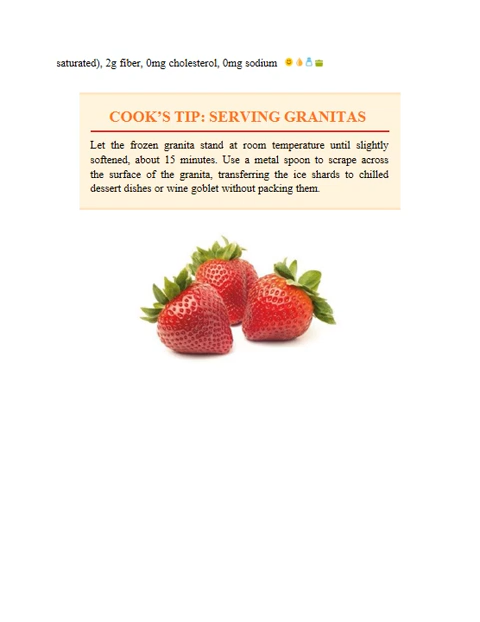 saturated), 2g fiber, 0mg cholesterol, 0mg sodium
COOK’S TIP: SERVING GRANITAS
Let the frozen granita stand at room temperature until slightly
softened, about 15 minutes. Use a metal spoon to scrape across
the surface of the granita, transferring the ice shards to chilled
dessert dishes or wine goblet without packing them.